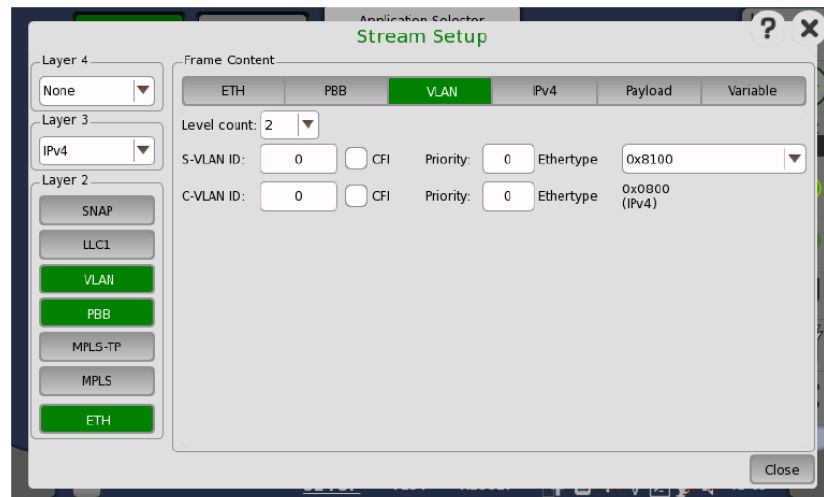 Application Selector
Stream Setup
? X
Layer 4
None
Layer 3
IPv4
Layer 2
SNAP
LLC1
VLAN
PBB
MPLS-TP
MPLS
ETH
Frame Content
ETH PBB VLAN IPv4 Payload Variable
Level count: 2
S-VLAN ID: 0 CFI Priority: 0 Ethertype 0x8100
C-VLAN ID: 0 CFI Priority: 0 Ethertype 0x0800
(IPv4)
Close